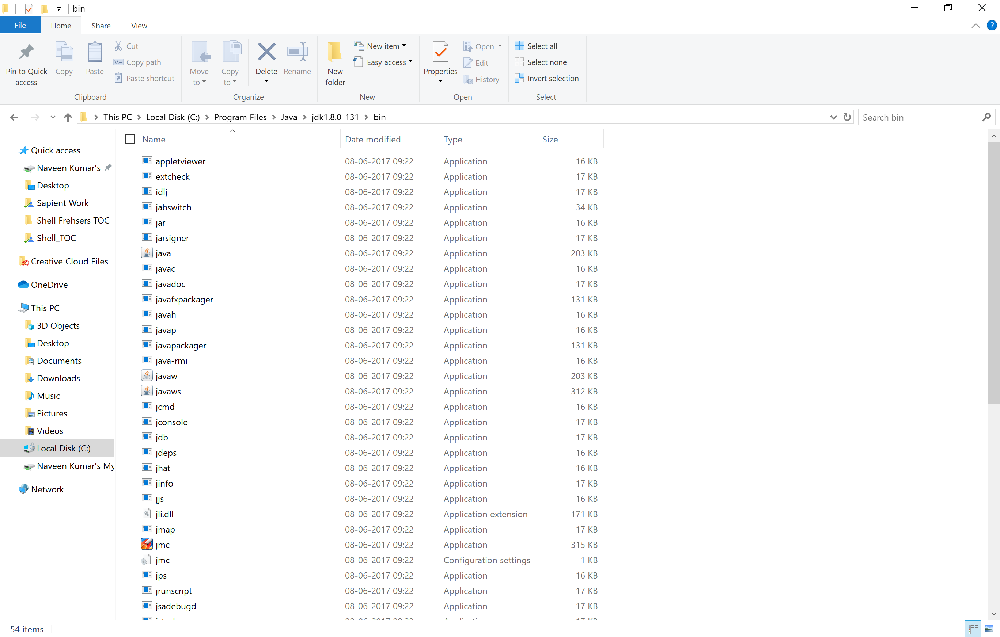 bin
File Home Share View
Pin to Quick access
Copy
Paste
Cut
Copy path
Paste shortcut
Clipboard
Move to
Copy to
Delete
Rename
Organize
New folder
New item
Easy access
New
Properties
Open
Edit
History
Open
Select all
Select none
Invert selection
Select
This PC > Local Disk (C:) > Program Files > Java > jdk1.8.0_131 > bin
Search bin
Quick access
Naveen Kumar's
Desktop
Sapient Work
Shell Frehsers TOC
Shell_TOC
Creative Cloud Files
OneDrive
This PC
3D Objects
Desktop
Documents
Downloads
Music
Pictures
Videos
Local Disk (C:)
Naveen Kumar's My
Network
Name Date modified Type Size
appletviewer 08-06-2017 09:22 Application 16 KB
extcheck 08-06-2017 09:22 Application 17 KB
idlj 08-06-2017 09:22 Application 17 KB
jabswitch 08-06-2017 09:22 Application 34 KB
jar 08-06-2017 09:22 Application 16 KB
jarsigner 08-06-2017 09:22 Application 17 KB
java 08-06-2017 09:22 Application 203 KB
javac 08-06-2017 09:22 Application 16 KB
javadoc 08-06-2017 09:22 Application 17 KB
javafxpackager 08-06-2017 09:22 Application 131 KB
javah 08-06-2017 09:22 Application 16 KB
javap 08-06-2017 09:22 Application 16 KB
javapackager 08-06-2017 09:22 Application 131 KB
java-rmi 08-06-2017 09:22 Application 16 KB
javaw 08-06-2017 09:22 Application 203 KB
javaws 08-06-2017 09:22 Application 312 KB
jcmd 08-06-2017 09:22 Application 16 KB
jconsole 08-06-2017 09:22 Application 17 KB
jdb 08-06-2017 09:22 Application 17 KB
jdeps 08-06-2017 09:22 Application 16 KB
jhat 08-06-2017 09:22 Application 16 KB
jinfo 08-06-2017 09:22 Application 17 KB
jjs 08-06-2017 09:22 Application 16 KB
jli.dll 08-06-2017 09:22 Application extension 171 KB
jmap 08-06-2017 09:22 Application 17 KB
jmc 08-06-2017 09:22 Application 315 KB
jmc 08-06-2017 09:22 Configuration settings 1 KB
jps 08-06-2017 09:22 Application 16 KB
jrunscript 08-06-2017 09:22 Application 17 KB
jsadebugd 08-06-2017 09:22 Application 17 KB
54 items